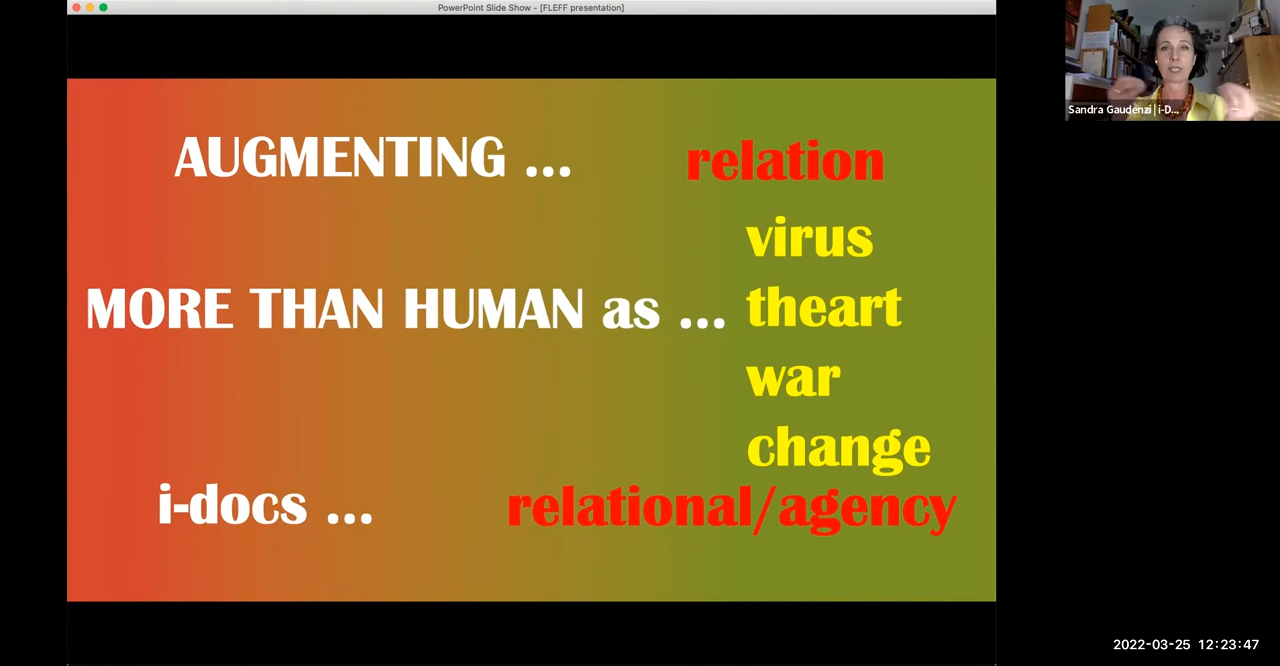 PowerPoint Slide Show - [FLEFF presentation]
Sandra Gaudenzi | i-D...
AUGMENTING ... relation
virus
MORE THAN HUMAN as ... theart
war
change
i-docs ... relational/agency
2022-03-25 12:23:47